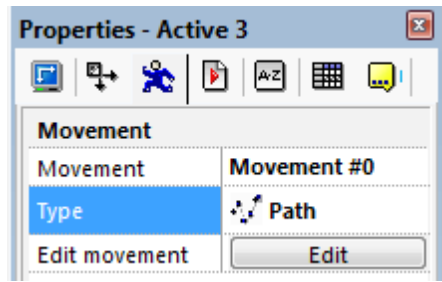 Properties - Active 3
A-Z
Movement
Movement Movement #0
Type Path
Edit movement Edit